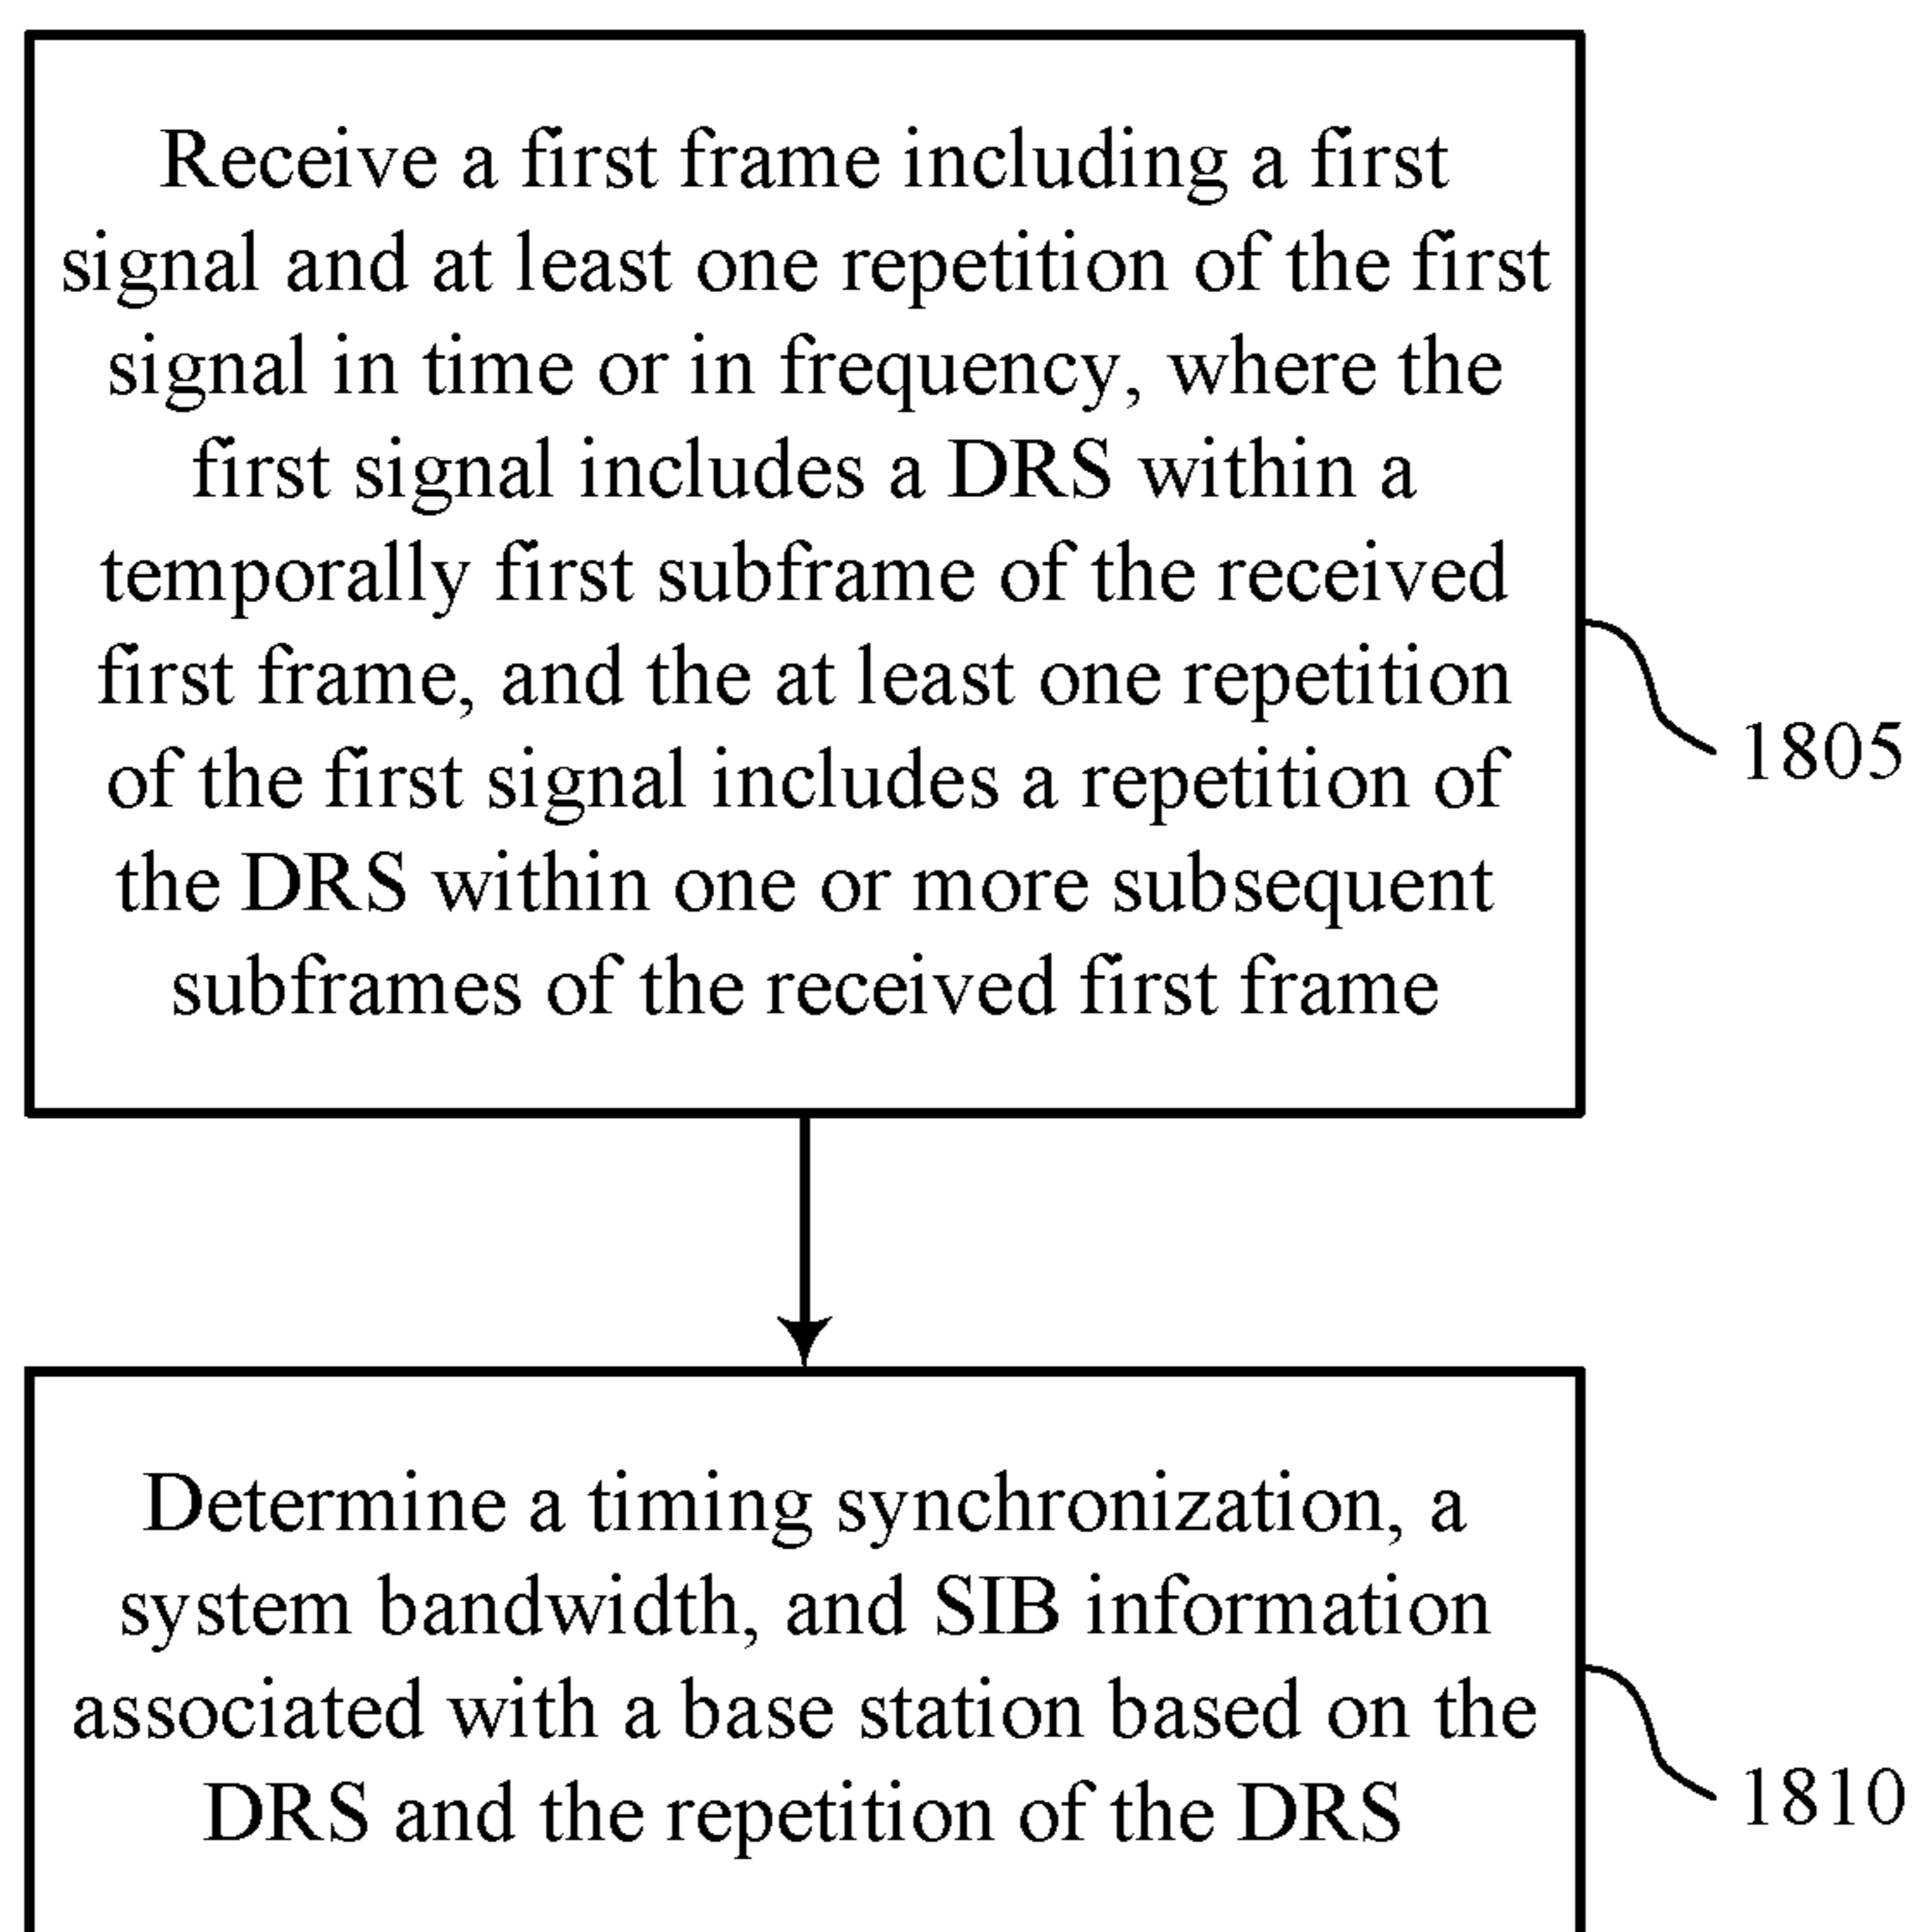 Receive a first frame including a first
signal and at least one repetition of the first
signal in time or in frequency, where the
first signal includes a DRS within a
temporally first subframe of the received
first frame, and the at least one repetition
of the first signal includes a repetition of
the DRS within one or more subsequent
subframes of the received first frame
1805
Determine a timing synchronization, a
system bandwidth, and SIB information
associated with a base station based on the
DRS and the repetition of the DRS
1810